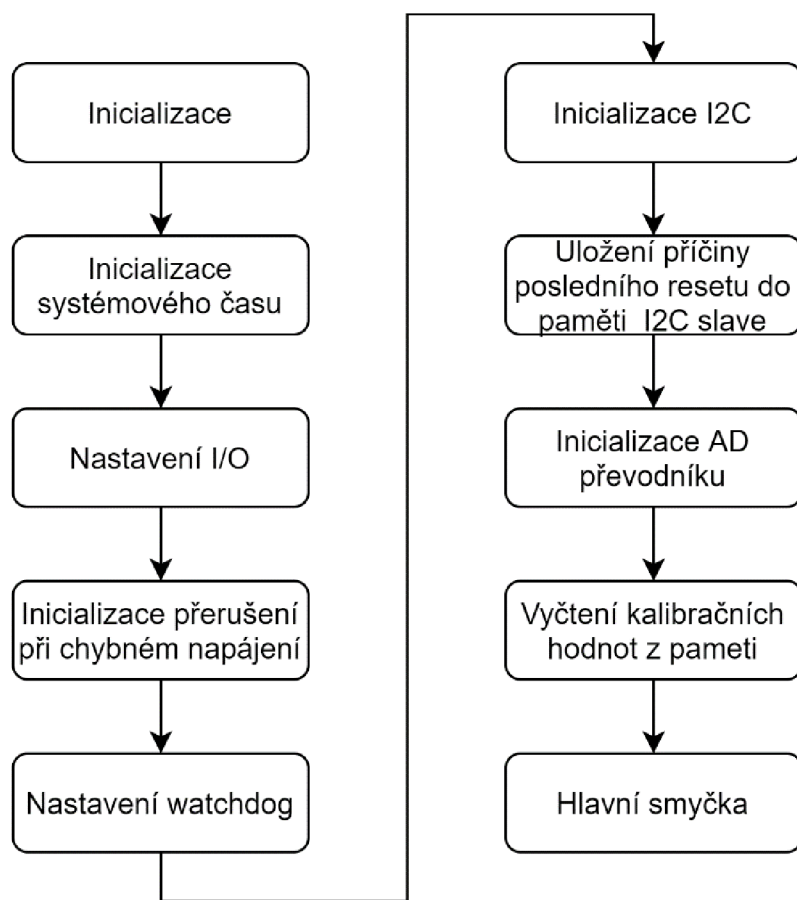 Inicializace
Inicializace
systémového času
Nastavení I/O
Inicializace přerušení
při chybném napájení
Nastavení watchdog
Inicializace I2C
Uložení příčiny
posledního resetu do
paměti I2C slave
Inicializace AD
převodníku
Vyčtení kalibračních
hodnot z pameti
Hlavní smyčka